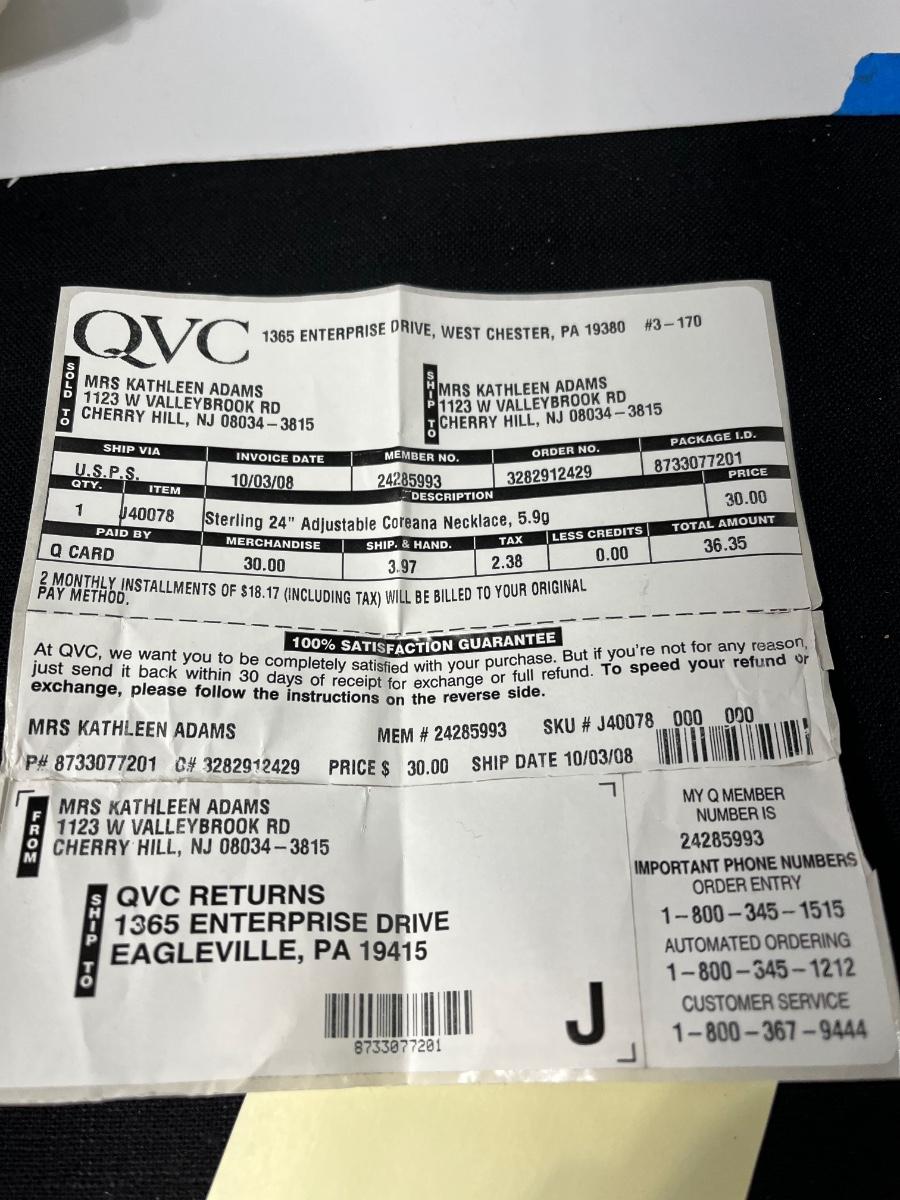 QVC 1365 ENTERPRISE DRIVE, WEST CHESTER, PA 19380 #3-170
SOLD TO
MRS KATHLEEN ADAMS
1123 W VALLEYBROOK RD
CHERRY HILL, NJ 08034-3815
SHIP TO
MRS KATHLEEN ADAMS
1123 W VALLEYBROOK RD
CHERRY HILL, NJ 08034-3815
SHIP VIA INVOICE DATE MEMBER NO. ORDER NO. PACKAGE I.D.
U.S.P.S. 10/03/08 24285993 3282912429 8733077201
QTY. ITEM DESCRIPTION PRICE
1 J40078 Sterling 24" Adjustable Coreana Necklace, 5.9g 30.00
PAID BY MERCHANDISE SHIP. & HAND. TAX LESS CREDITS TOTAL AMOUNT
Q CARD 30.00 3.97 2.38 0.00 36.35
2 MONTHLY INSTALLMENTS OF $18.17 (INCLUDING TAX) WILL BE BILLED TO YOUR ORIGINAL
PAY METHOD.
100% SATISFACTION GUARANTEE
At QVC, we want you to be completely satisfied with your purchase. But if you're not for any reason,
just send it back within 30 days of receipt for exchange or full refund. To speed your refund or
exchange, please follow the instructions on the reverse side.
MRS KATHLEEN ADAMS MEM # 24285993 SKU # J40078 000 000
P# 8733077201 O# 3282912429 PRICE $ 30.00 SHIP DATE 10/03/08
FROM
MRS KATHLEEN ADAMS
1123 W VALLEYBROOK RD
CHERRY HILL, NJ 08034-3815
SHIP TO
QVC RETURNS
1365 ENTERPRISE DRIVE
EAGLEVILLE, PA 19415
8733077201
J
MY Q MEMBER
NUMBER IS
24285993
IMPORTANT PHONE NUMBERS
ORDER ENTRY
1-800-345-1515
AUTOMATED ORDERING
1-800-345-1212
CUSTOMER SERVICE
1-800-367-9444